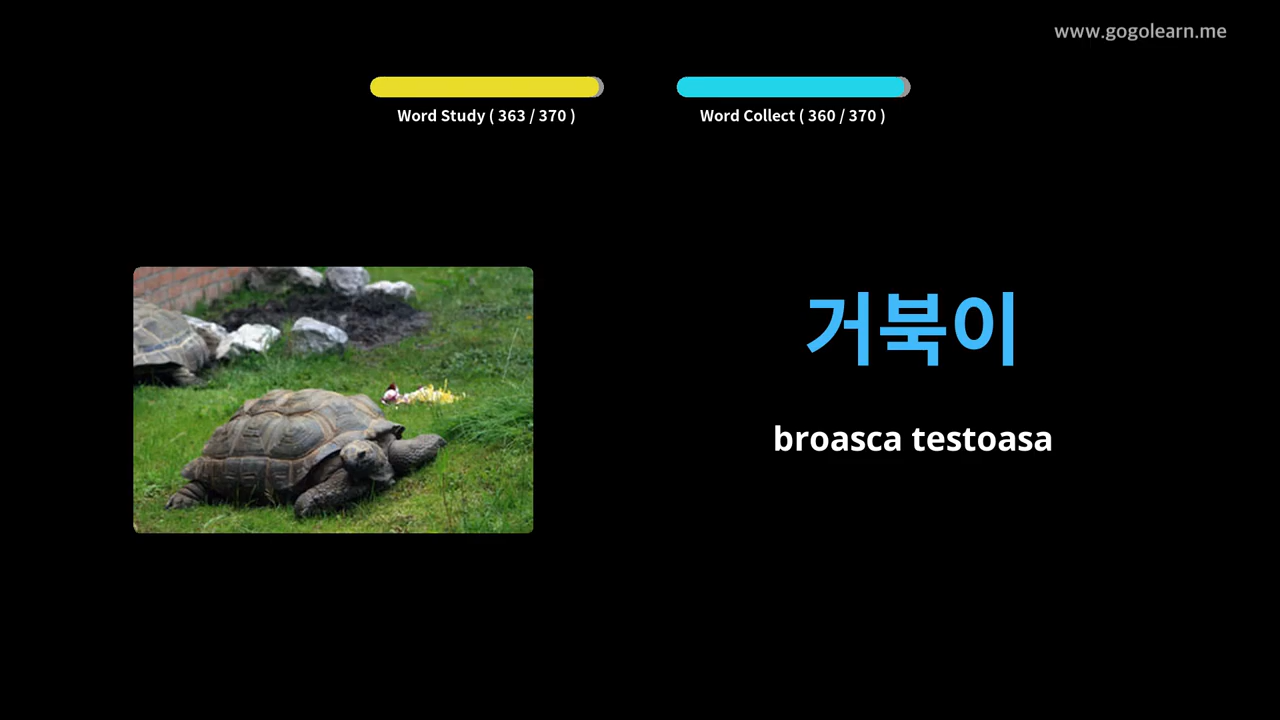 www.gogolearn.me
Word Study ( 363 / 370 )
Word Collect ( 360 / 370 )
거북이
broasca testoasa